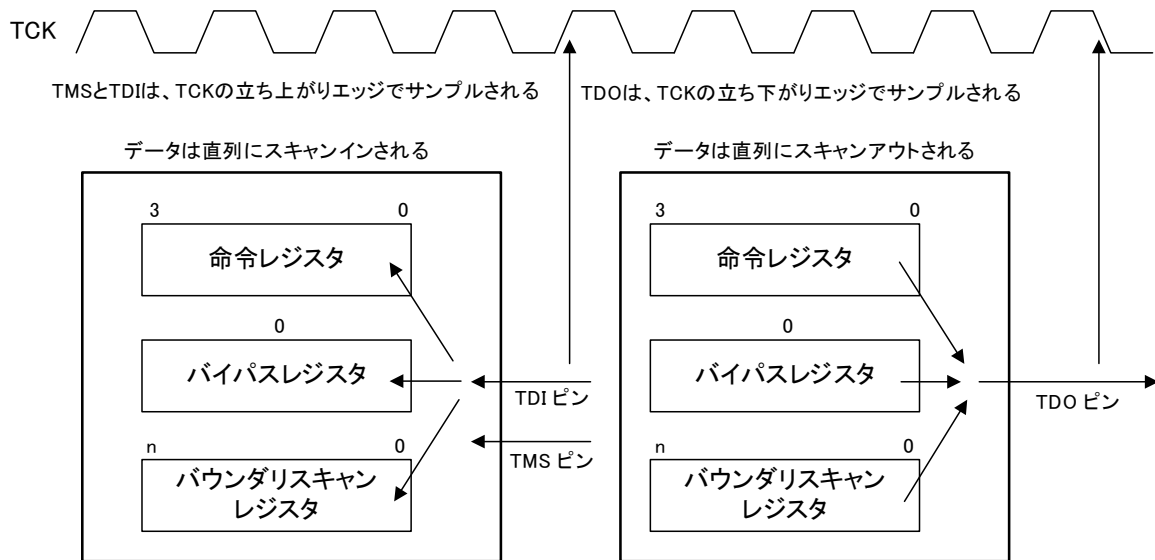 TCK
TMSとTDIは、TCKの立ち上がりエッジでサンプルされる
TDOは、TCKの立ち下がりエッジでサンプルされる
データは直列にスキャンインされる
3 0
命令レジスタ
0
バイパスレジスタ
n 0
バウンダリスキャン
レジスタ
TDI ピン
TMS ピン
データは直列にスキャンアウトされる
3 0
命令レジスタ
0
バイパスレジスタ
n 0
バウンダリスキャン
レジスタ
TDO ピン